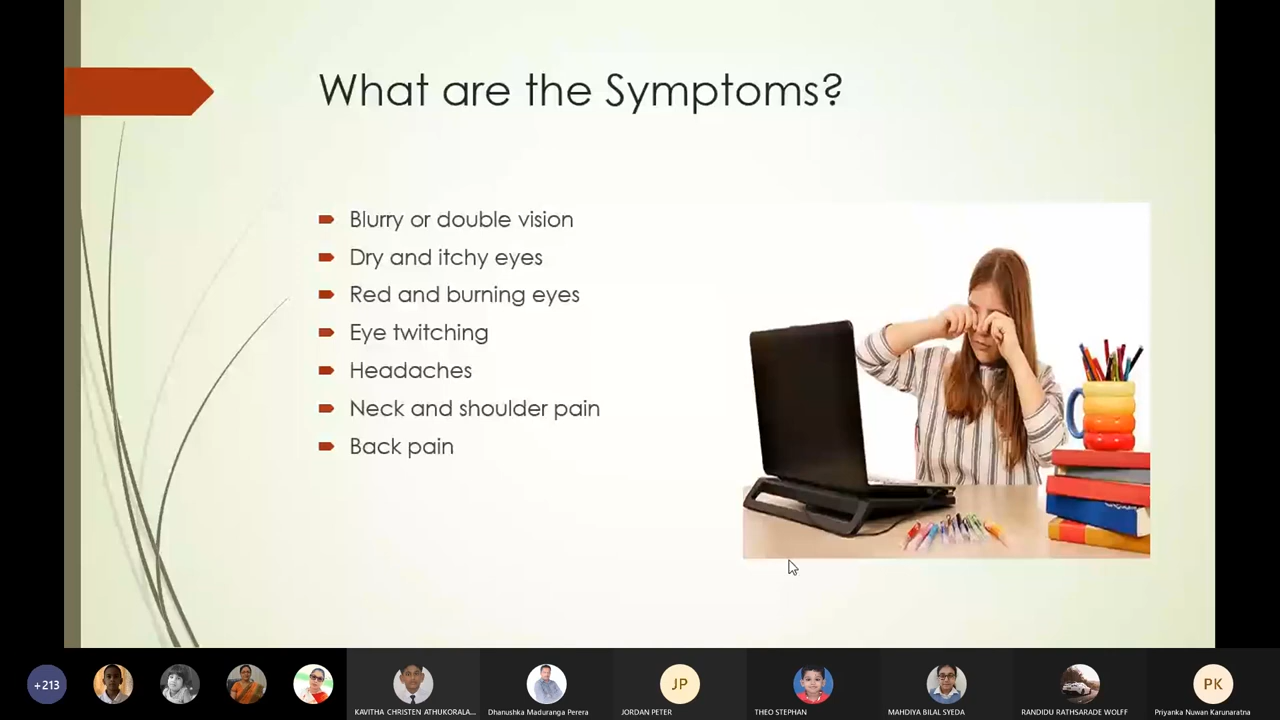 What are the Symptoms?
Blurry or double vision
Dry and itchy eyes
Red and burning eyes
Eye twitching
Headaches
Neck and shoulder pain
Back pain
+213
JP
PK
KAVITHA CHRISTEN ATHUKORALA...
Dhanushka Maduranga Perera
JORDAN PETER
THEO STEPHAN
MAHDIYA BILAL SYEDA
RANDIDU RATHSARADE WOLFF
Priyanka Nuwan Karunaratna